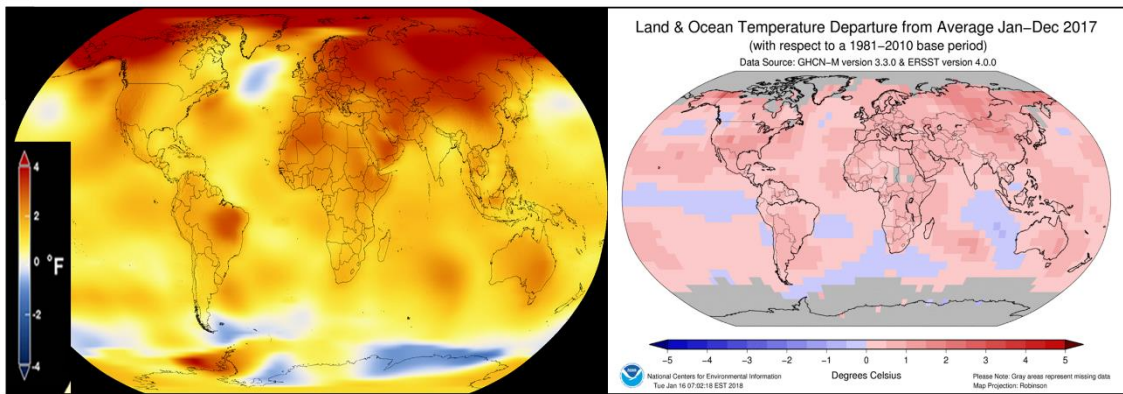 4
2
0 °F
-2
-4
Land & Ocean Temperature Departure from Average Jan–Dec 2017
(with respect to a 1981–2010 base period)
Data Source: GHCN–M version 3.3.0 & ERSST version 4.0.0
-5 -4 -3 -2 -1 0 1 2 3 4 5
Degrees Celsius
National Centers for Environmental Information
Tue Jan 16 07:02:18 EST 2018
Please Note: Gray areas represent missing data
Map Projection: Robinson